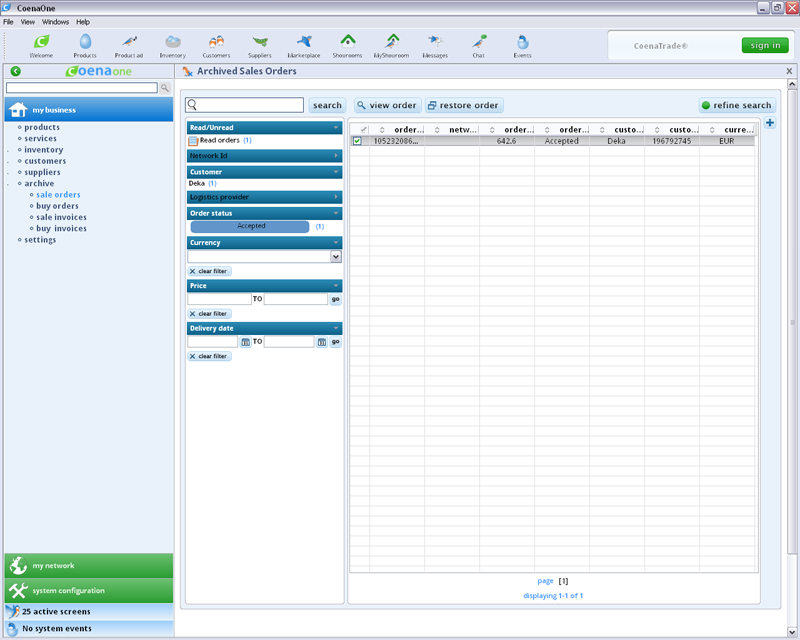 CoenaOne
File View Windows Help
Welcome Products Product ad Inventory Customers Suppliers Marketplace Showrooms MyShowroom Messages Chat Events
CoenaTrade® sign in
Coenaone
Archived Sales Orders
my business
products
services
inventory
customers
suppliers
archive
sale orders
buy orders
sale invoices
buy invoices
settings
my network
system configuration
25 active screens
No system events
search
view order restore order refine search
Read/Unread
Read orders (1)
Network Id
Customer
Deka (1)
Logistics provider
Order status
Accepted (1)
Currency
clear filter
Price
TO go
clear filter
Delivery date
TO go
clear filter
order... netw... order... order... custo... custo... curre...
105232086... 642.6 Accepted Deka 196792745 EUR
page [1]
displaying 1-1 of 1